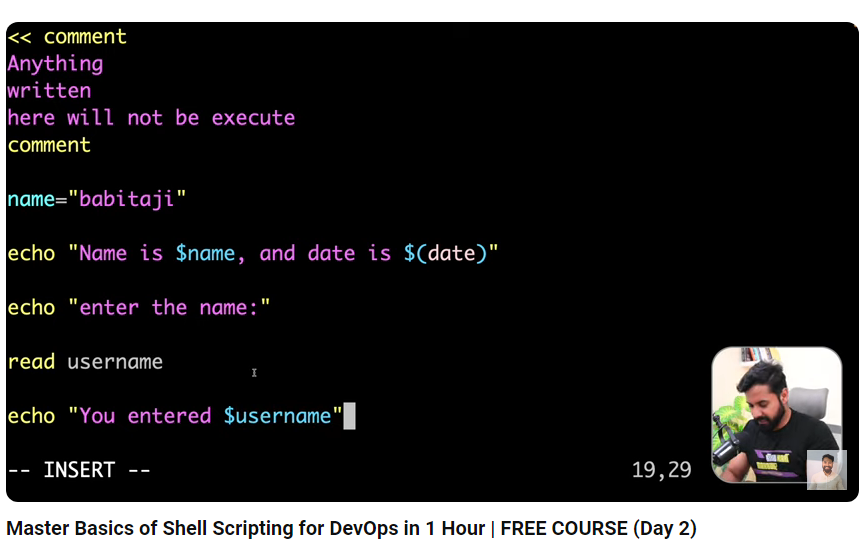 << comment
Anything
written
here will not be execute
comment
name="babitaji"
echo "Name is $name, and date is $(date)"
echo "enter the name:"
read username
echo "You entered $username"
-- INSERT --
19,29
Master Basics of Shell Scripting for DevOps in 1 Hour | FREE COURSE (Day 2)